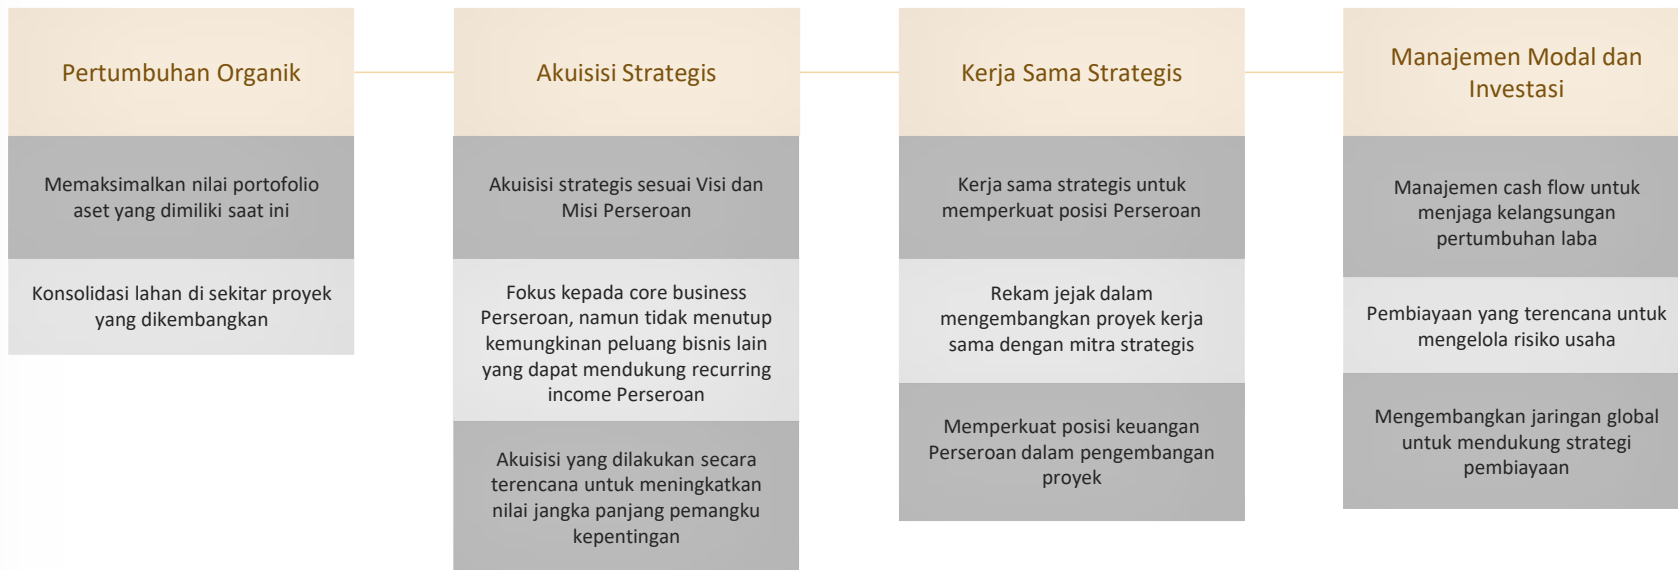 Pertumbuhan Organik
Memaksimalkan nilai portofolio
aset yang dimiliki saat ini
Konsolidasi lahan di sekitar proyek
yang dikembangkan
Akuisisi Strategis
Akuisisi strategis sesuai Visi dan
Misi Perseroan
Fokus kepada core business
Perseroan, namun tidak menutup
kemungkinan peluang bisnis lain
yang dapat mendukung recurring
income Perseroan
Akuisisi yang dilakukan secara
terencana untuk meningkatkan
nilai jangka panjang pemangku
kepentingan
Kerja Sama Strategis
Kerja sama strategis untuk
memperkuat posisi Perseroan
Rekam jejak dalam
mengembangkan proyek kerja
sama dengan mitra strategis
Memperkuat posisi keuangan
Perseroan dalam pengembangan
proyek
Manajemen Modal dan
Investasi
Manajemen cash flow untuk
menjaga kelangsungan
pertumbuhan laba
Pembiayaan yang terencana untuk
mengelola risiko usaha
Mengembangkan jaringan global
untuk mendukung strategi
pembiayaan